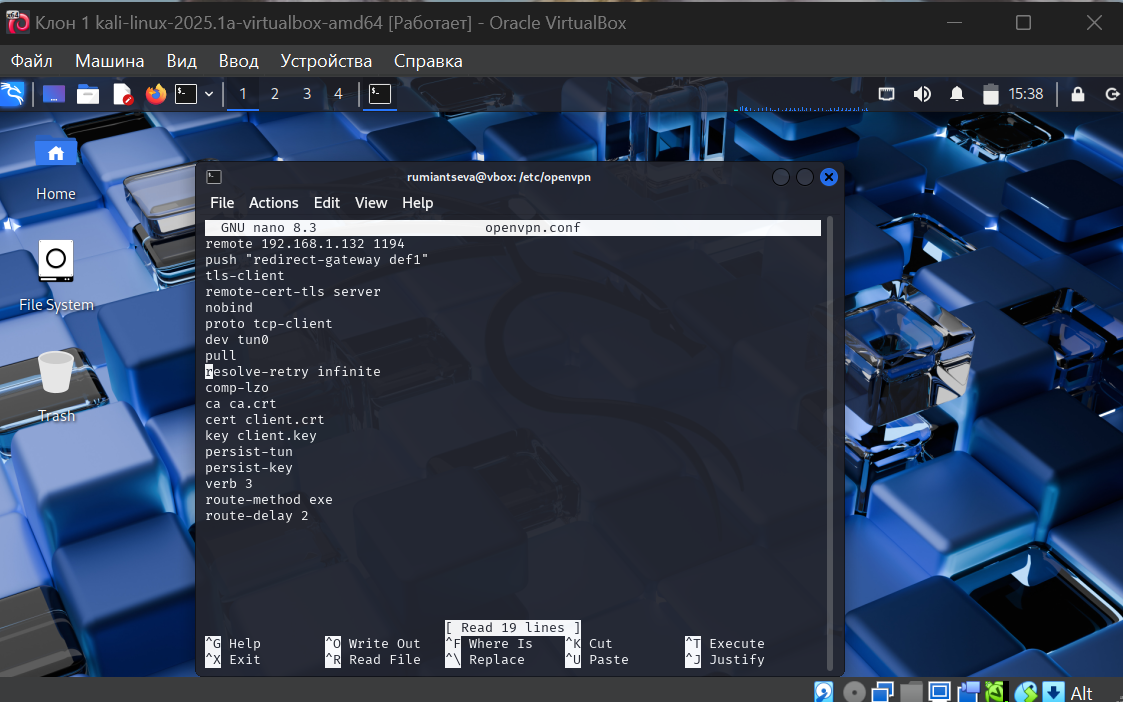 Клон 1 kali-linux-2025.1a-virtualbox-amd64 [Работает] - Oracle VirtualBox
Файл Машина Вид Ввод Устройства Справка
1 2 3 4 15:38
Home
File System
Trash
rumiantseva@vbox: /etc/openvpn
File Actions Edit View Help
GNU nano 8.3 openvpn.conf
remote 192.168.1.132 1194
push "redirect-gateway def1"
tls-client
remote-cert-tls server
nobind
proto tcp-client
dev tun0
pull
resolve-retry infinite
comp-lzo
ca ca.crt
cert client.crt
key client.key
persist-tun
persist-key
verb 3
route-method exe
route-delay 2
[ Read 19 lines ]
^G Help ^O Write Out ^F Where Is ^K Cut ^T Execute
^X Exit ^R Read File ^\ Replace ^U Paste ^J Justify
Alt